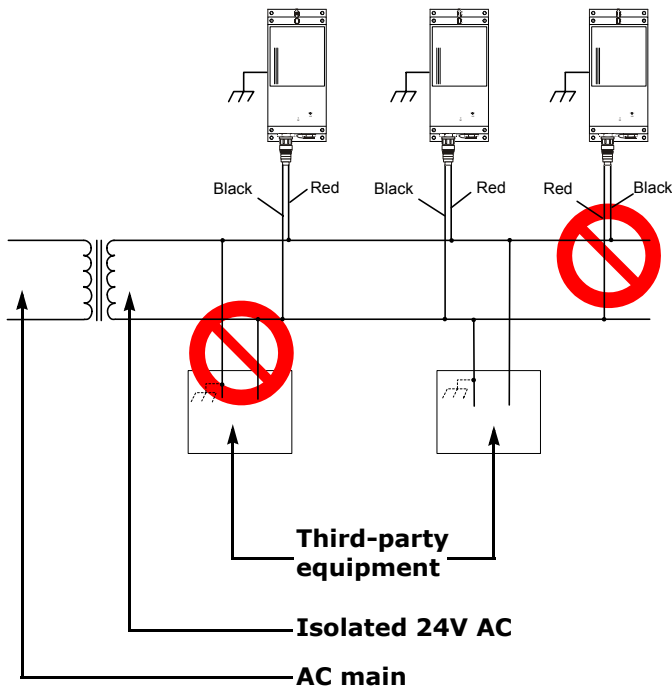 Black
Red
Black
Red
Red
Black
Third-party
equipment
Isolated 24V AC
AC main